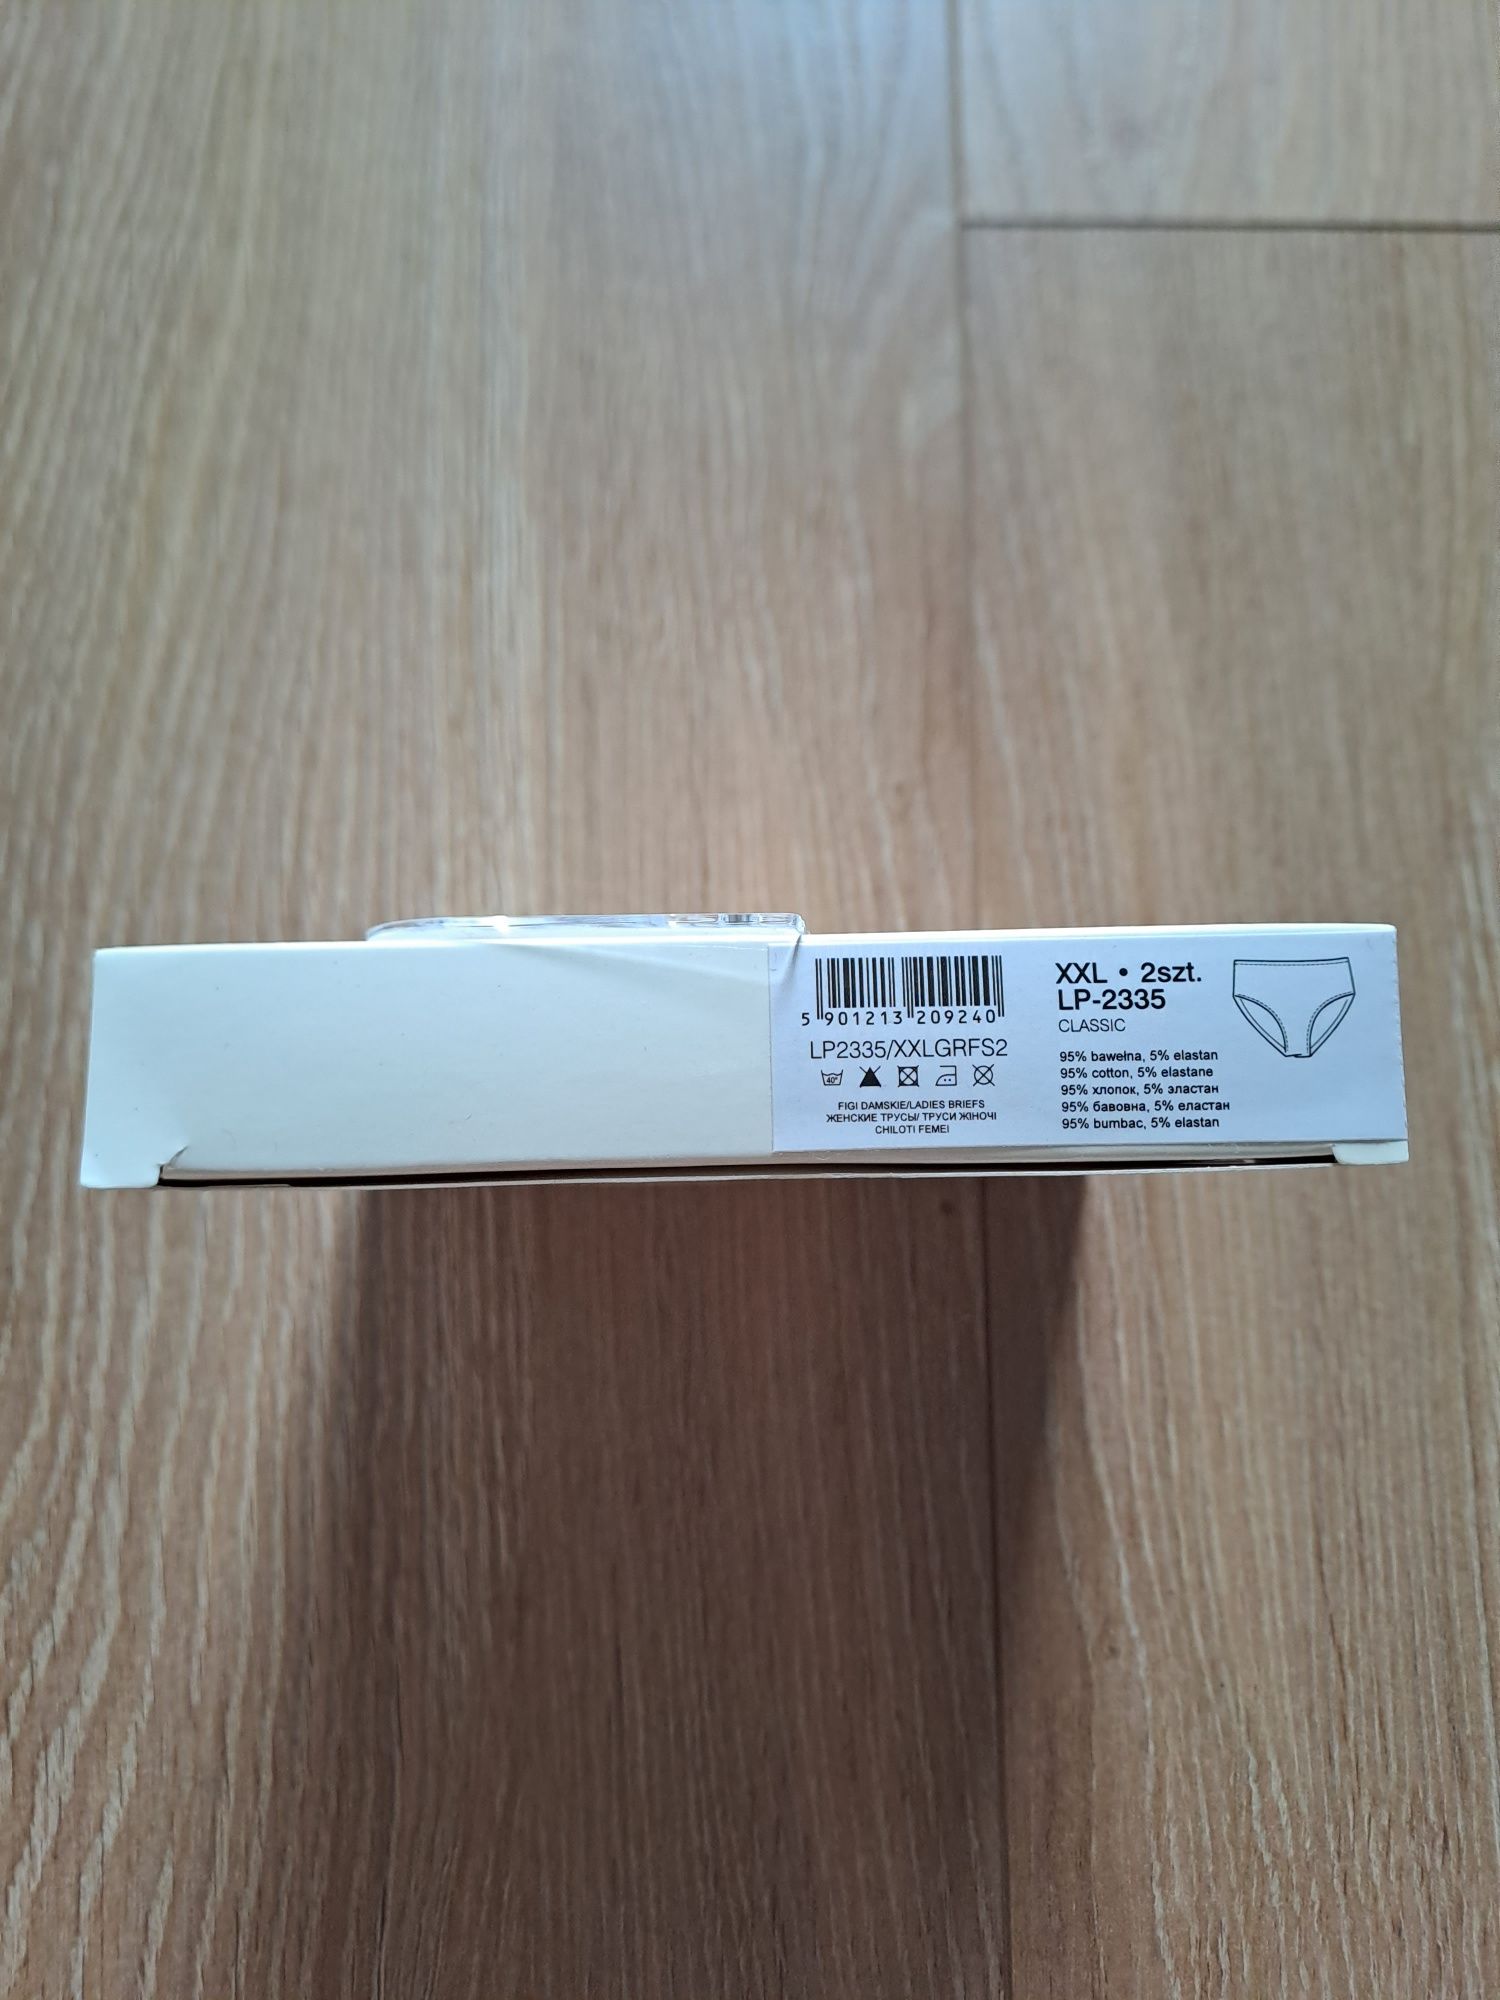 5 901213 209240
LP2335/XXLGRFS2
40°
FIGI DAMSKIE/LADIES BRIEFS
ЖЕНСКИЕ ТРУСЫ/ ТРУСИ ЖІНОЧІ
CHILOTI FEMEI
XXL • 2szt.
LP-2335
CLASSIC
95% bawełna, 5% elastan
95% cotton, 5% elastane
95% хлопок, 5% эластан
95% бавовна, 5% еластан
95% bumbac, 5% elastan